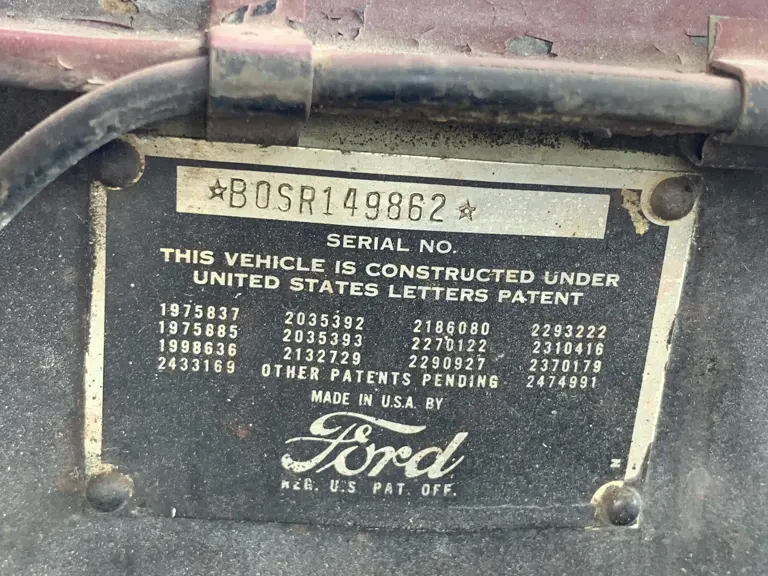 ☆B0SR149862☆
SERIAL NO.
THIS VEHICLE IS CONSTRUCTED UNDER
UNITED STATES LETTERS PATENT
1975837 2035392 2186080 2293222
1975885 2035393 2270122 2310416
1998636 2132729 2290927 2370179
2433169 OTHER PATENTS PENDING 2474991
MADE IN U.S.A. BY
Ford
REG. U.S. PAT. OFF.
N